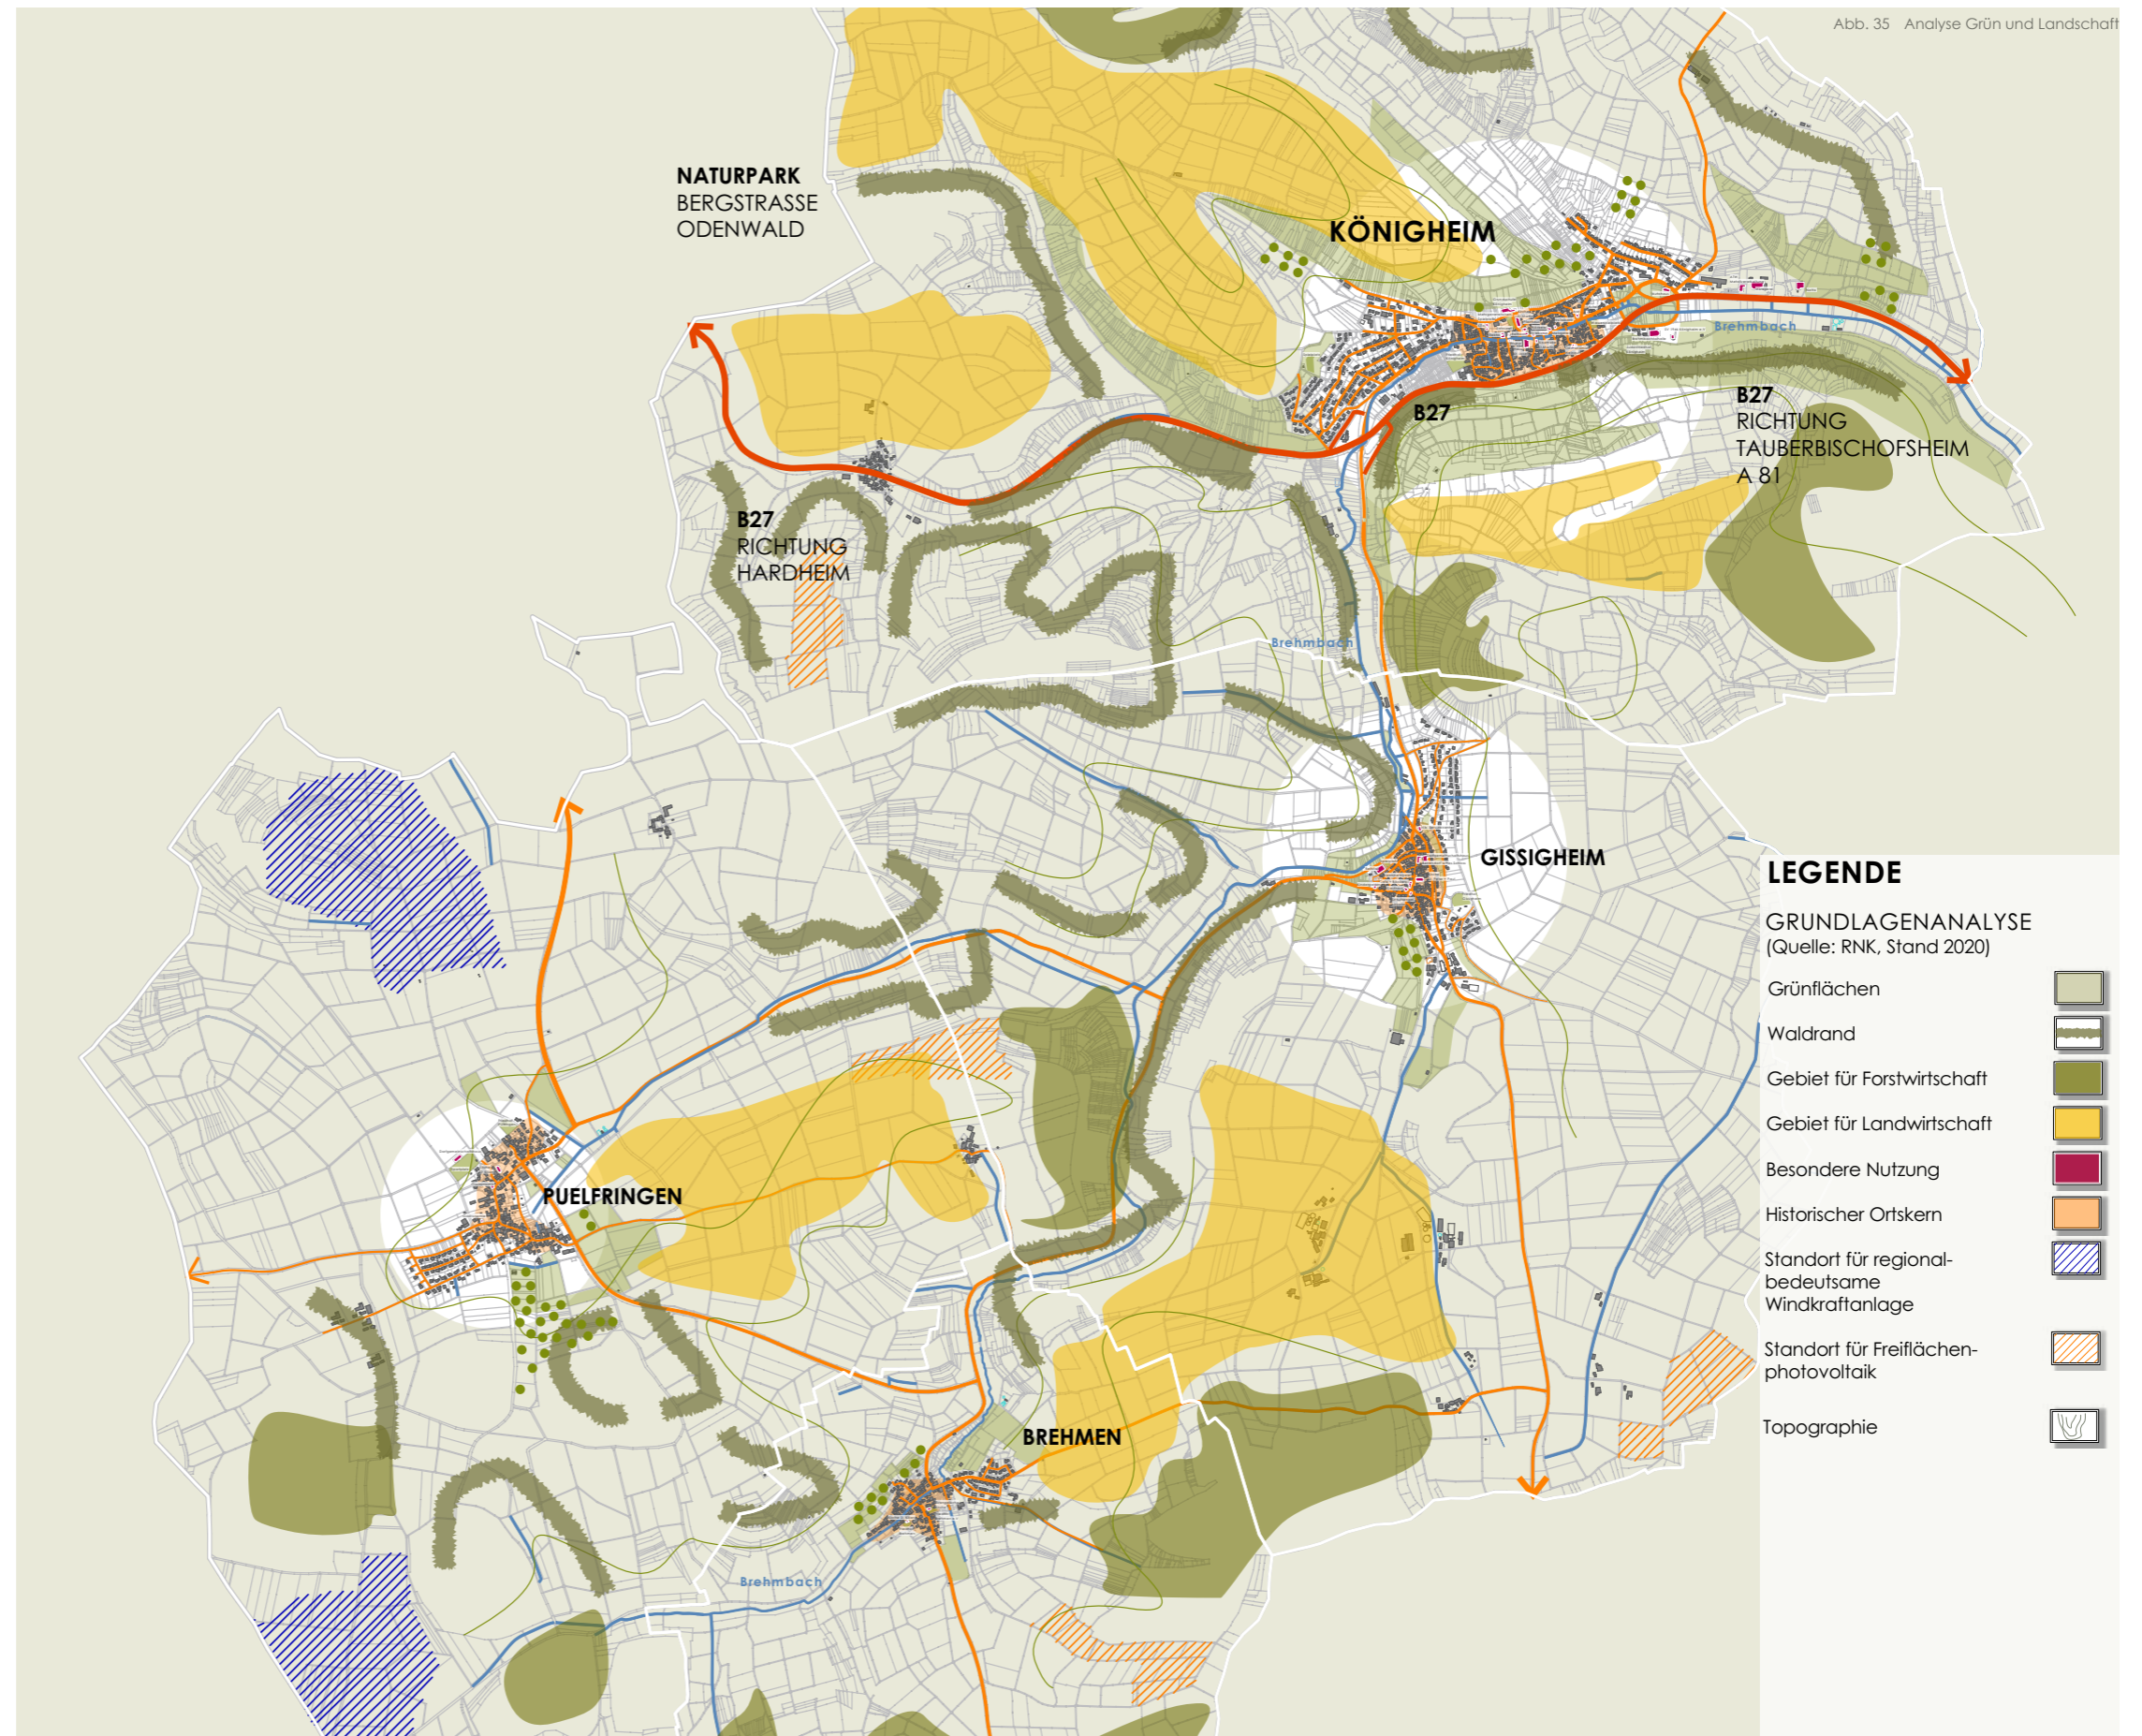 Abb. 35 Analyse Grün und Landschaft
NATURPARK
BERGSTRASSE
ODENWALD
KÖNIGHEIM
Brehmbach
B27
RICHTUNG
TAUBERBISCHOFSHEIM
A 81
B27
B27
RICHTUNG
HARDHEIM
Brehmbach
GISSIGHEIM
PUELFRINGEN
BREHMEN
Brehmbach
LEGENDE
GRUNDLAGENANALYSE
(Quelle: RNK, Stand 2020)
Grünflächen
Waldrand
Gebiet für Forstwirtschaft
Gebiet für Landwirtschaft
Besondere Nutzung
Historischer Ortskern
Standort für regional-
bedeutsame
Windkraftanlage
Standort für Freiflächen-
photovoltaik
Topographie